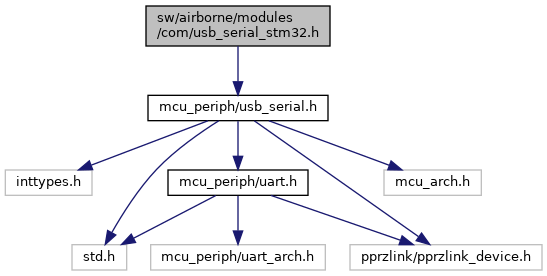 sw/airborne/modules
/com/usb_serial_stm32.h
mcu_periph/usb_serial.h
inttypes.h
mcu_periph/uart.h
mcu_arch.h
std.h
mcu_periph/uart_arch.h
pprzlink/pprzlink_device.h